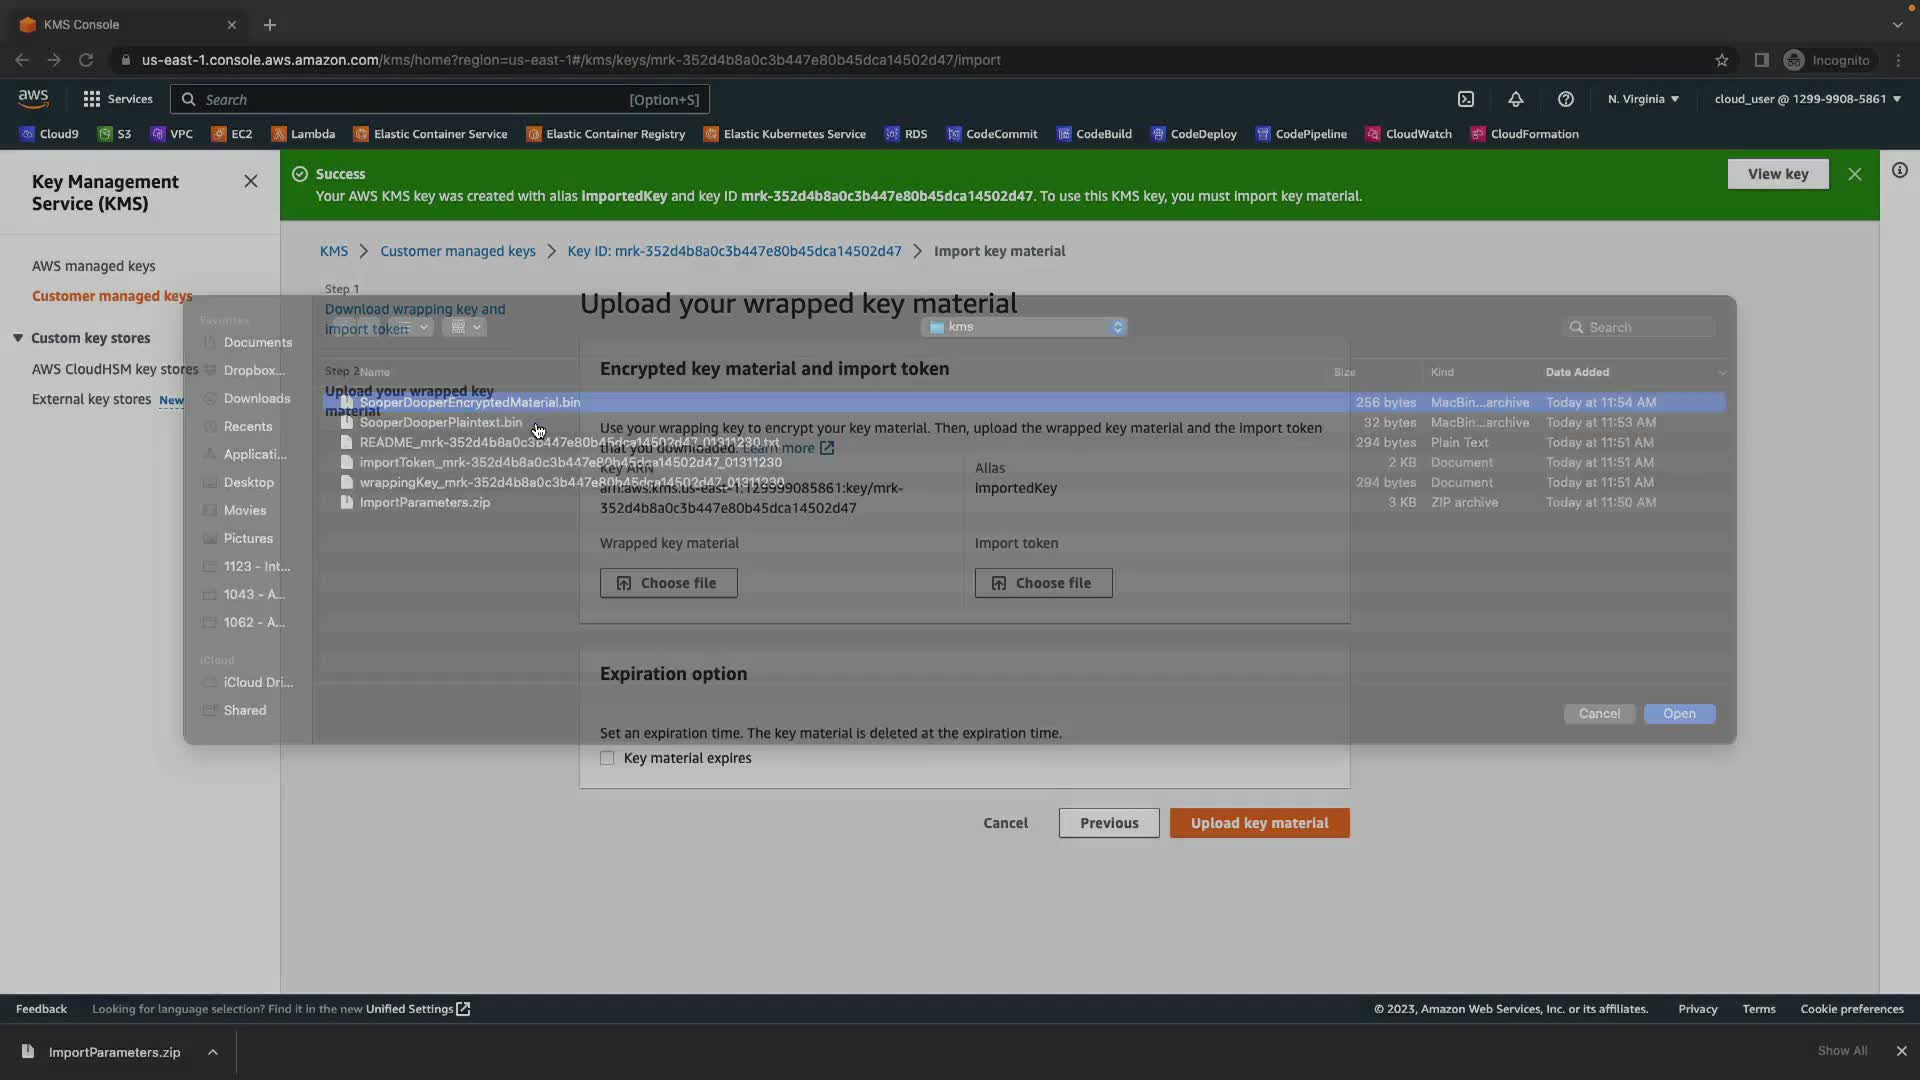 KMS Console
us-east-1.console.aws.amazon.com/kms/home?region=us-east-1#/kms/keys/mrk-352d4b8a0c3b447e80b45dca14502d47/import
Incognito
aws
Services
Search
[Option+S]
N. Virginia
cloud_user @ 1299-9908-5861
Cloud9
S3
VPC
EC2
Lambda
Elastic Container Service
Elastic Container Registry
Elastic Kubernetes Service
RDS
CodeCommit
CodeBuild
CodeDeploy
CodePipeline
CloudWatch
CloudFormation
Key Management
Service (KMS)
AWS managed keys
Customer managed keys
Custom key stores
AWS CloudHSM key stores
External key stores New
Success
Your AWS KMS key was created with alias importedKey and key ID mrk-352d4b8a0c3b447e80b45dca14502d47. To use this KMS key, you must import key material.
View key
KMS
Customer managed keys
Key ID: mrk-352d4b8a0c3b447e80b45dca14502d47
Import key material
Step 1
Download wrapping key and
import token
Step 2
Upload your wrapped key
material
Upload your wrapped key material
Encrypted key material and import token
Use your wrapping key to encrypt your key material. Then, upload the wrapped key material and the import token
that you downloaded. Learn more
Key ARN
arn:aws:kms:us-east-1:129999085861:key/mrk-
352d4b8a0c3b447e80b45dca14502d47
Alias
importedKey
Wrapped key material
Choose file
Import token
Choose file
Expiration option
Set an expiration time. The key material is deleted at the expiration time.
Key material expires
Cancel
Previous
Upload key material
Favorites
Documents
Dropbox...
Downloads
Recents
Applicati...
Desktop
Movies
Pictures
1123 - Int...
1043 - A...
1062 - A...
iCloud
iCloud Dri...
Shared
kms
Search
Name
Size
Kind
Date Added
SooperDooperEncryptedMaterial.bin
256 bytes
MacBin...archive
Today at 11:54 AM
SooperDooperPlaintext.bin
32 bytes
MacBin...archive
Today at 11:53 AM
README_mrk-352d4b8a0c3b447e80b45dca14502d47_01311230.txt
294 bytes
Plain Text
Today at 11:51 AM
importToken_mrk-352d4b8a0c3b447e80b45dca14502d47_01311230
2 KB
Document
Today at 11:51 AM
wrappingKey_mrk-352d4b8a0c3b447e80b45dca14502d47_01311230
294 bytes
Document
Today at 11:51 AM
ImportParameters.zip
3 KB
ZIP archive
Today at 11:50 AM
Cancel
Open
Feedback
Looking for language selection? Find it in the new Unified Settings
© 2023, Amazon Web Services, Inc. or its affiliates.
Privacy
Terms
Cookie preferences
ImportParameters.zip
Show All